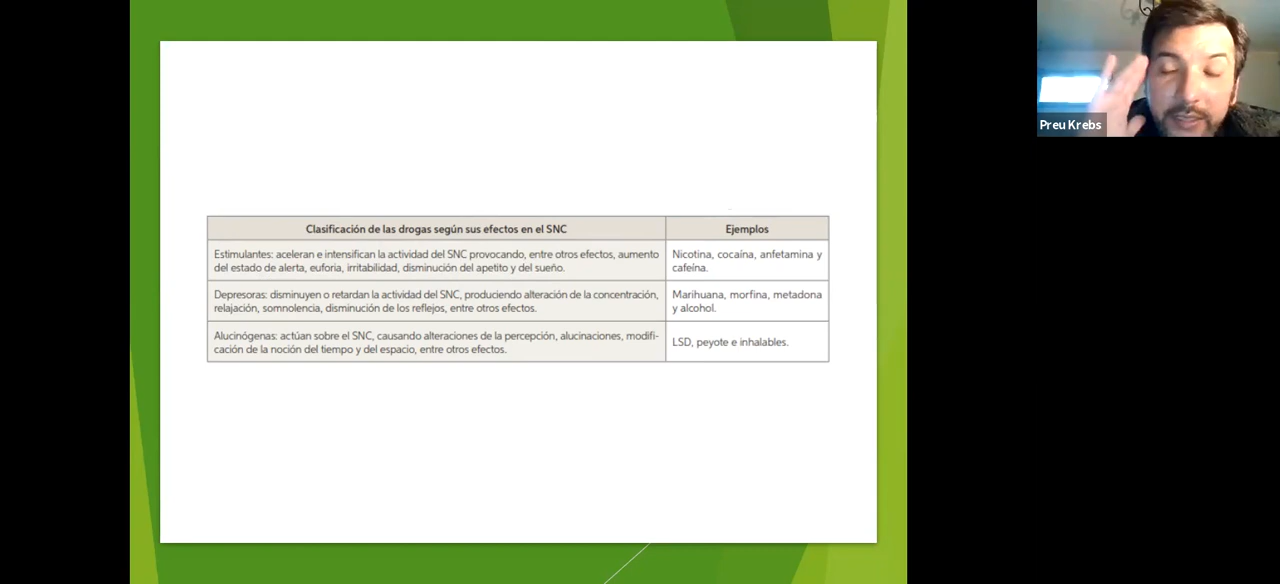 Clasificación de las drogas según sus efectos en el SNC
Ejemplos
Estimulantes: aceleran e intensifican la actividad del SNC provocando, entre otros efectos, aumento
del estado de alerta, euforia, irritabilidad, disminución del apetito y del sueño.
Nicotina, cocaína, anfetamina y
cafeína.
Depresoras: disminuyen o retardan la actividad del SNC, produciendo alteración de la concentración,
relajación, somnolencia, disminución de los reflejos, entre otros efectos.
Marihuana, morfina, metadona
y alcohol.
Alucinógenas: actúan sobre el SNC, causando alteraciones de la percepción, alucinaciones, modifi-
cación de la noción del tiempo y del espacio, entre otros efectos.
LSD, peyote e inhalables.
Preu Krebs